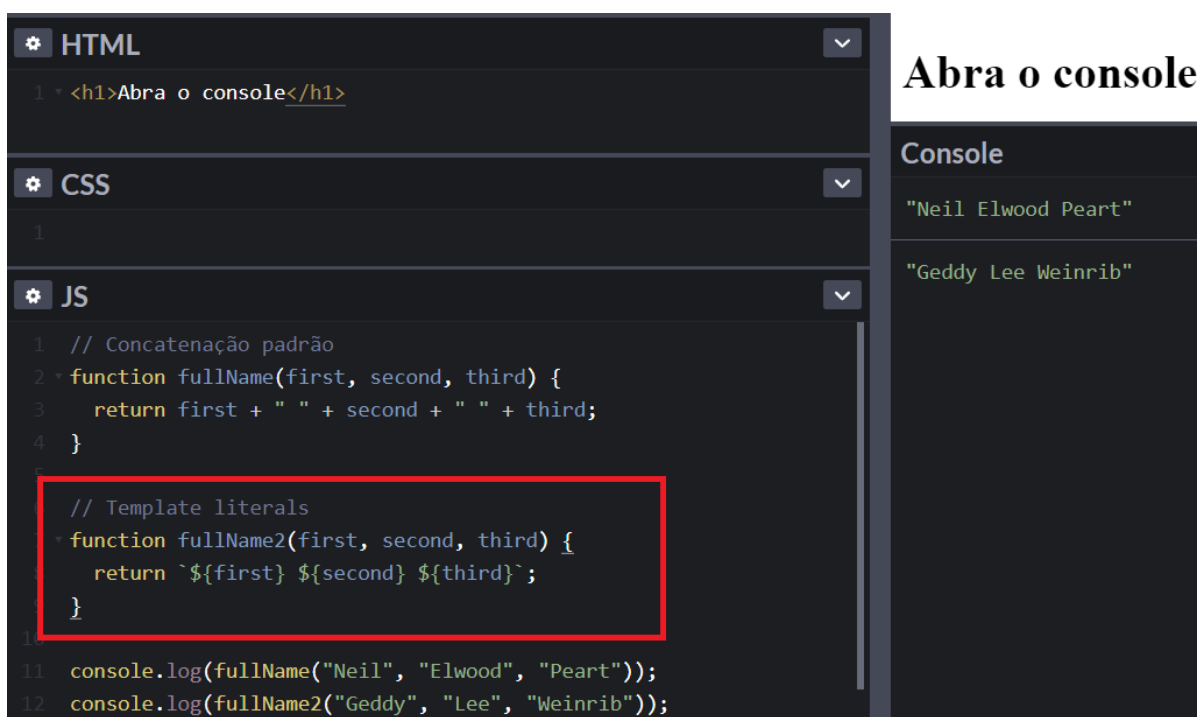 HTML
1 <h1>Abra o console</h1>
CSS
1
JS
1 // Concatenação padrão
2 function fullName(first, second, third) {
3 return first + " " + second + " " + third;
4 }
5
6 // Template literals
7 function fullName2(first, second, third) {
8 return `${first} ${second} ${third}`;
9 }
10
11 console.log(fullName("Neil", "Elwood", "Peart"));
12 console.log(fullName2("Geddy", "Lee", "Weinrib"));
Abra o console
Console
"Neil Elwood Peart"
"Geddy Lee Weinrib"